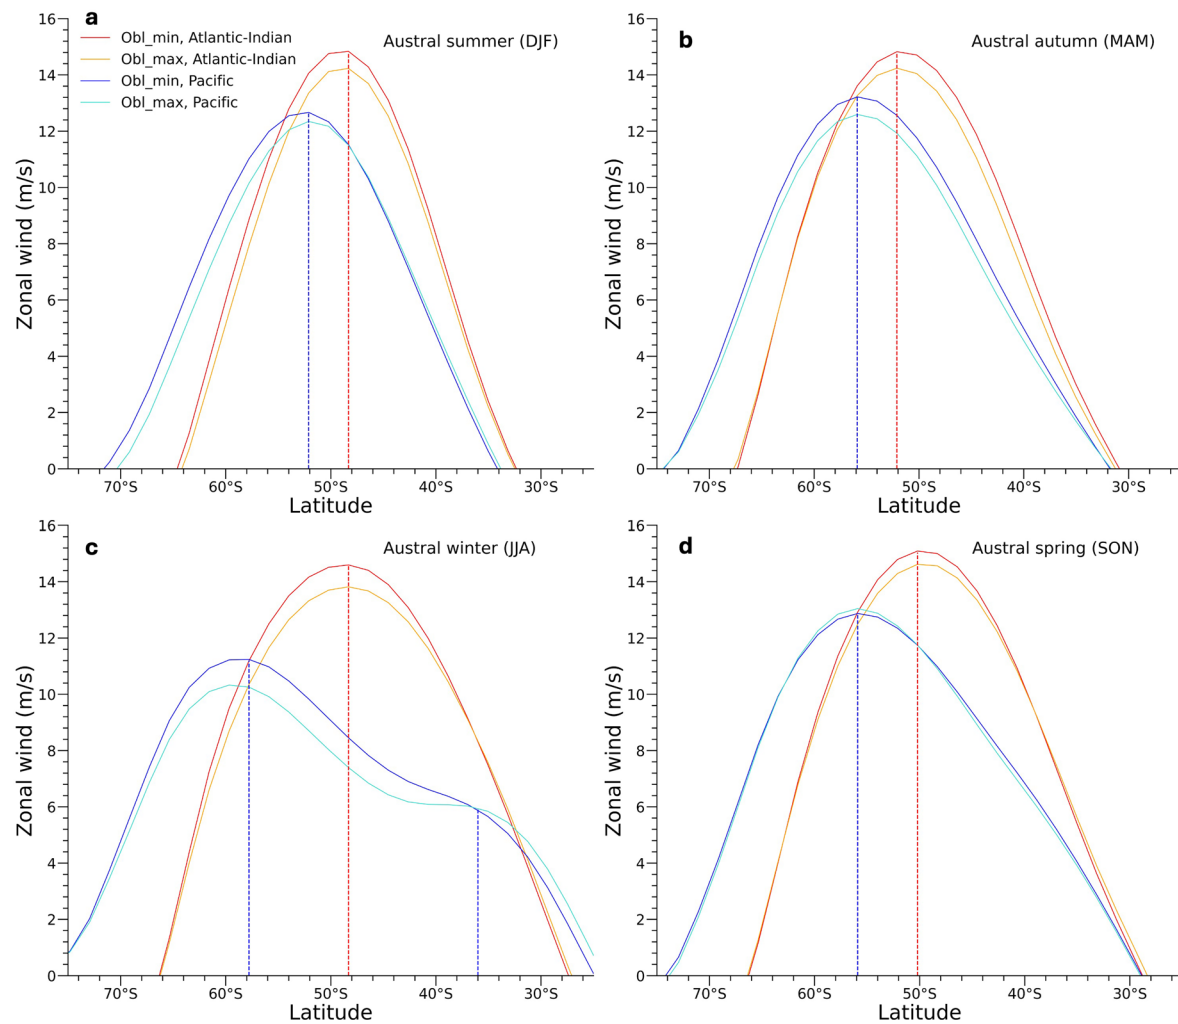 a
Austral summer (DJF)
Obl_min, Atlantic-Indian
Obl_max, Atlantic-Indian
Obl_min, Pacific
Obl_max, Pacific
Zonal wind (m/s)
16
14
12
10
8
6
4
2
0
70°S 60°S 50°S 40°S 30°S
Latitude
b
Austral autumn (MAM)
Zonal wind (m/s)
16
14
12
10
8
6
4
2
0
70°S 60°S 50°S 40°S 30°S
Latitude
c
Austral winter (JJA)
Zonal wind (m/s)
16
14
12
10
8
6
4
2
0
70°S 60°S 50°S 40°S 30°S
Latitude
d
Austral spring (SON)
Zonal wind (m/s)
16
14
12
10
8
6
4
2
0
70°S 60°S 50°S 40°S 30°S
Latitude